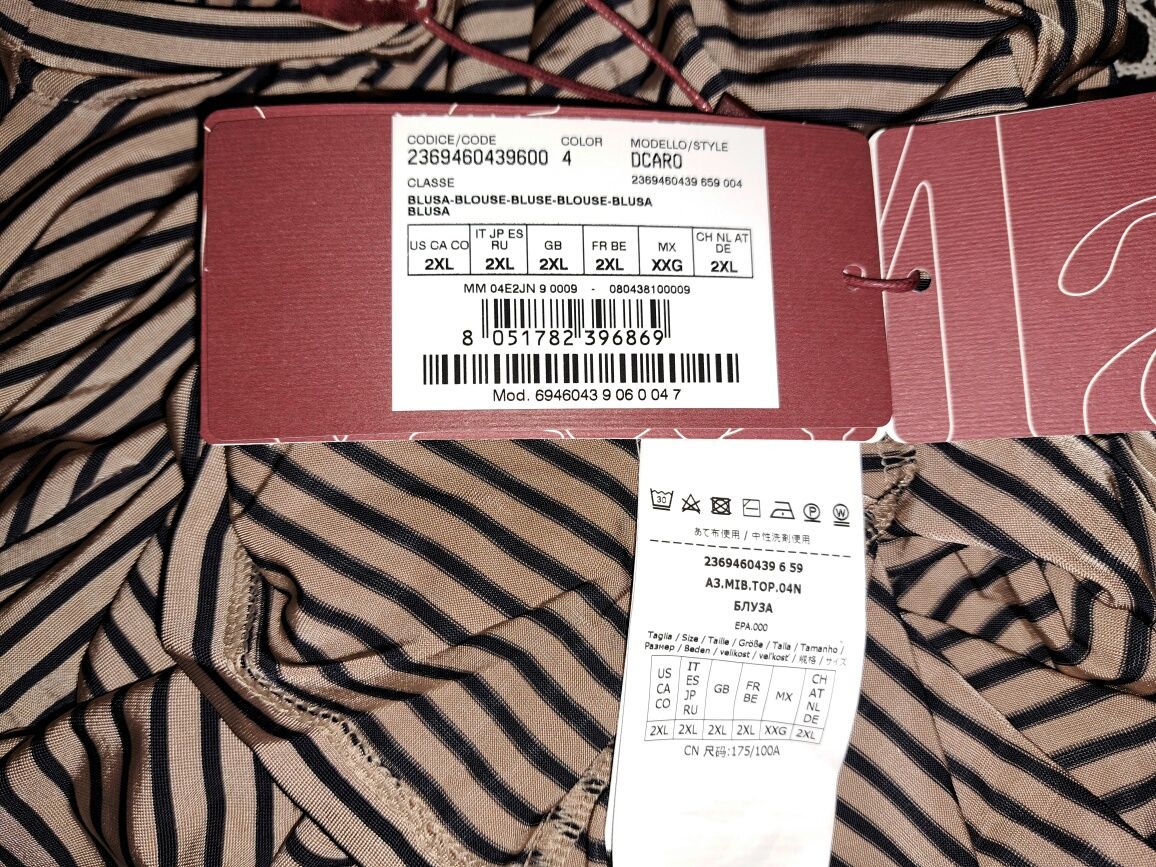 CODICE/CODE COLOR MODELLO/STYLE
2369460439600 4 DCARO
CLASSE 2369460439 659 004
BLUSA-BLOUSE-BLUSE-BLOUSE-BLUSA
BLUSA
US CA CO IT JP ES RU GB FR BE MX CH NL AT DE
2XL 2XL 2XL 2XL XXG 2XL
MM 04E2JN 9 0009 - 080438100009
8 051782 396869
Mod. 6946043 9 06 0 04 7
30 P W
あて布使用 / 中性洗剤使用
2369460439 6 59
A3.MIB.TOP.04N
БЛУЗА
EPA.000
Taglia / Size / Taille / Größe / Talla / Tamanho /
Размер / Beden / velikost / veľkosť / 规格 / サイズ
US CA CO IT ES JP RU GB FR BE MX CH AT NL DE
2XL 2XL 2XL 2XL XXG 2XL
CN 尺码:175/100A